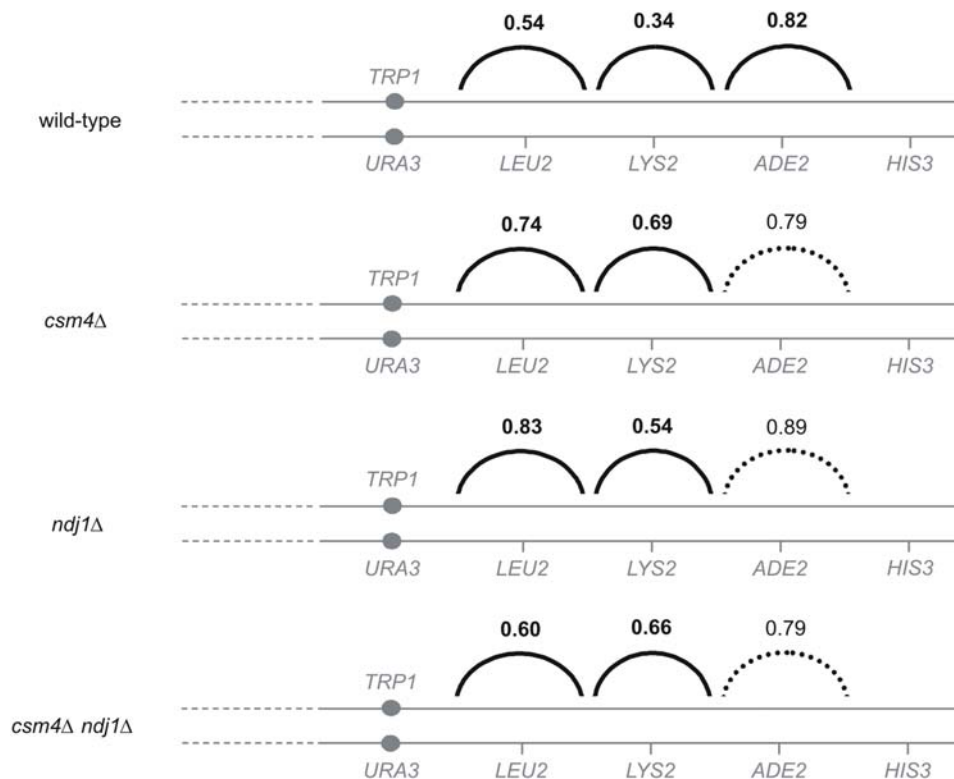 0.54 0.34 0.82
TRP1
wild-type
URA3 LEU2 LYS2 ADE2 HIS3
0.74 0.69 0.79
TRP1
csm4Δ
URA3 LEU2 LYS2 ADE2 HIS3
0.83 0.54 0.89
TRP1
ndj1Δ
URA3 LEU2 LYS2 ADE2 HIS3
0.60 0.66 0.79
TRP1
csm4Δ ndj1Δ
URA3 LEU2 LYS2 ADE2 HIS3